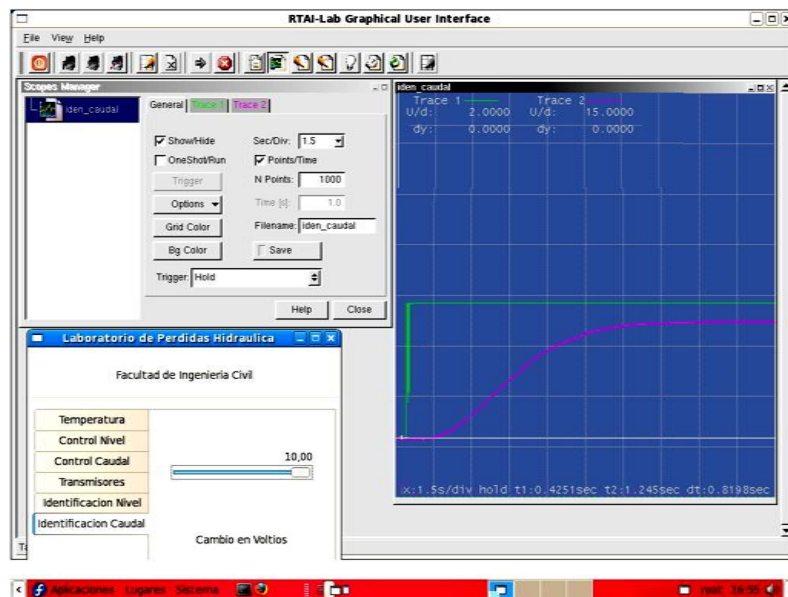 RTAI-Lab Graphical User Interface
File View Help
Scopes Manager
iden_caudal
General Trace 1 Trace 2
Show/Hide Sec/Div: 1.5
OneShot/Run Points/Time
Trigger N Points: 1000
Options Time [s]: 1.0
Grid Color Filename: iden_caudal
Bg Color Save
Trigger: Hold
Help Close
iden_caudal
Trace 1 Trace 2
U/d: 2.0000 U/d: 15.0000
dy: 0.0000 dy: 0.0000
x:1.5s/div hold t1:0.4251sec t2:1.245sec dt:0.8198sec
Laboratorio de Perdidas Hidraulica
Facultad de Ingenieria Civil
Temperatura
Control Nivel
Control Caudal
Transmisores
Identificacion Nivel
Identificacion Caudal
10,00
Cambio en Voltios
Aplicaciones Lugares Sistema
root 16:55